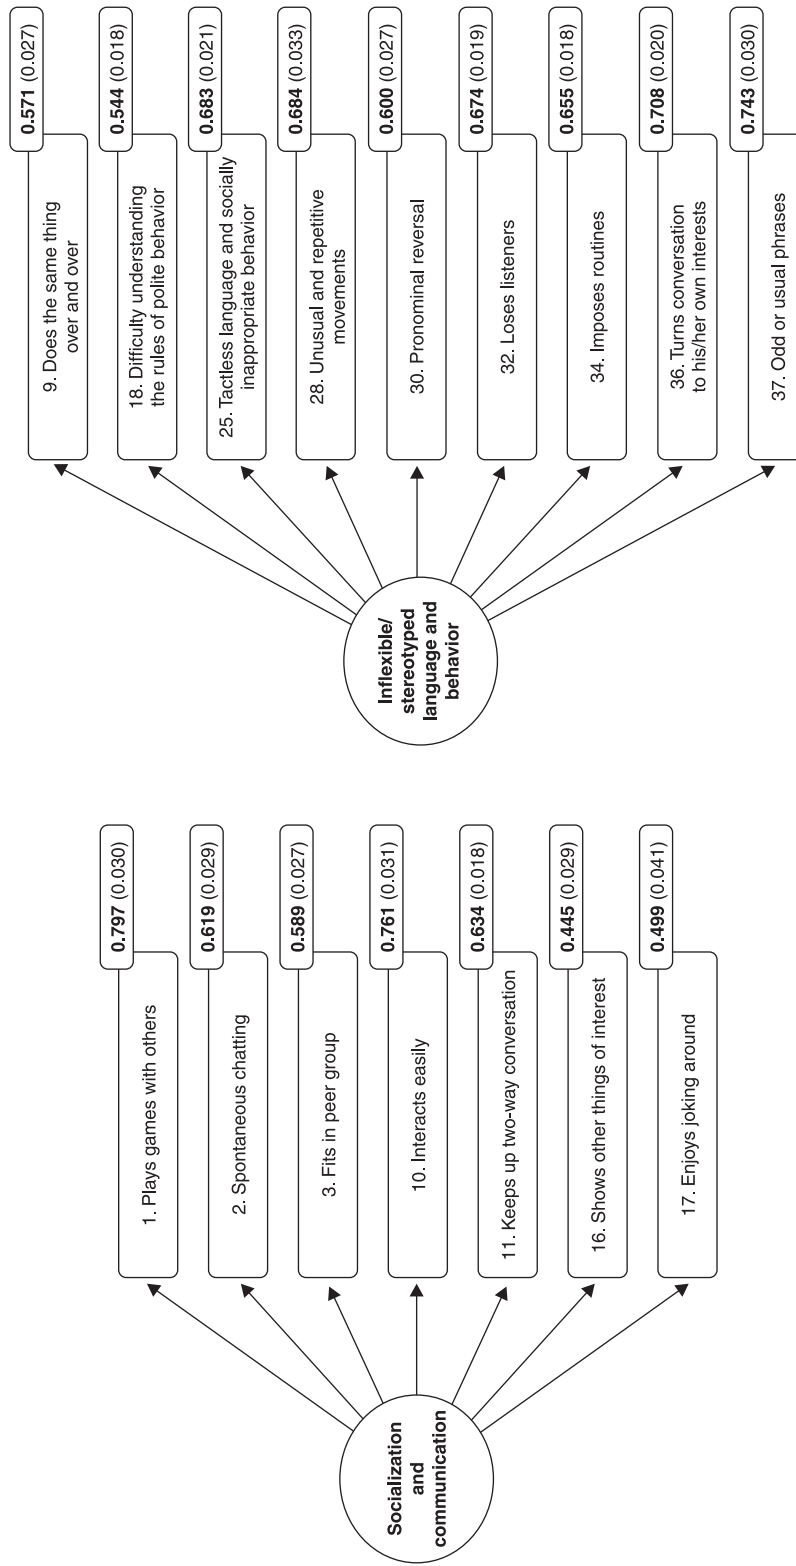 Socialization
and
communication
1. Plays games with others
0.797 (0.030)
2. Spontaneous chatting
0.619 (0.029)
3. Fits in peer group
0.589 (0.027)
10. Interacts easily
0.761 (0.031)
11. Keeps up two-way conversation
0.634 (0.018)
16. Shows other things of interest
0.445 (0.029)
17. Enjoys joking around
0.499 (0.041)
Inflexible/
stereotyped
language and
behavior
9. Does the same thing
over and over
0.571 (0.027)
18. Difficulty understanding
the rules of polite behavior
0.544 (0.018)
25. Tactless language and socially
inappropriate behavior
0.683 (0.021)
28. Unusual and repetitive
movements
0.684 (0.033)
30. Pronominal reversal
0.600 (0.027)
32. Loses listeners
0.674 (0.019)
34. Imposes routines
0.655 (0.018)
36. Turns conversation
to his/her own interests
0.708 (0.020)
37. Odd or usual phrases
0.743 (0.030)